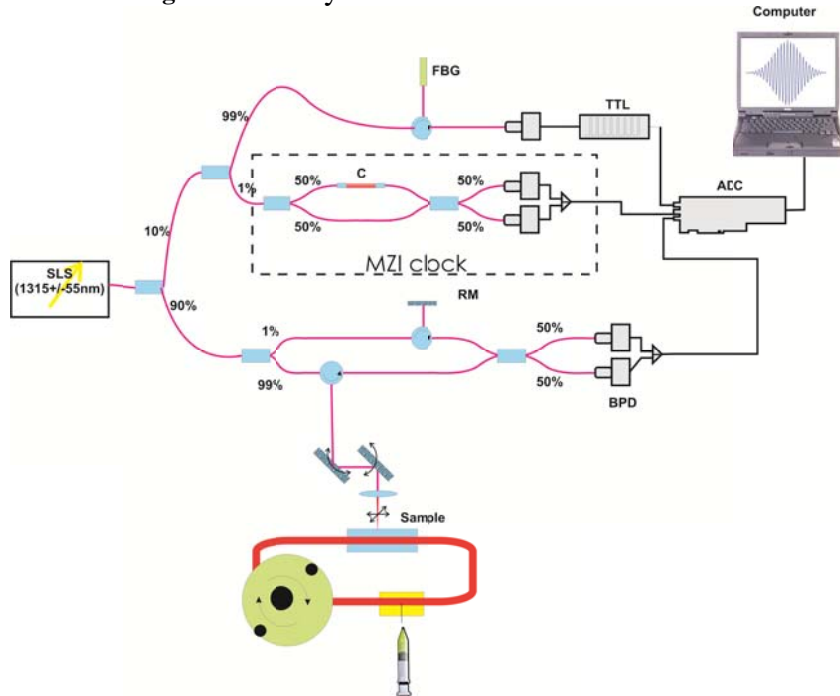 Computer
FBG
99%
TTL
C
50%
50%
ADC
1%
50%
50%
10%
MZI clock
SLS
(1315+/-55nm)
RM
90%
1%
50%
99%
50%
BPD
Sample